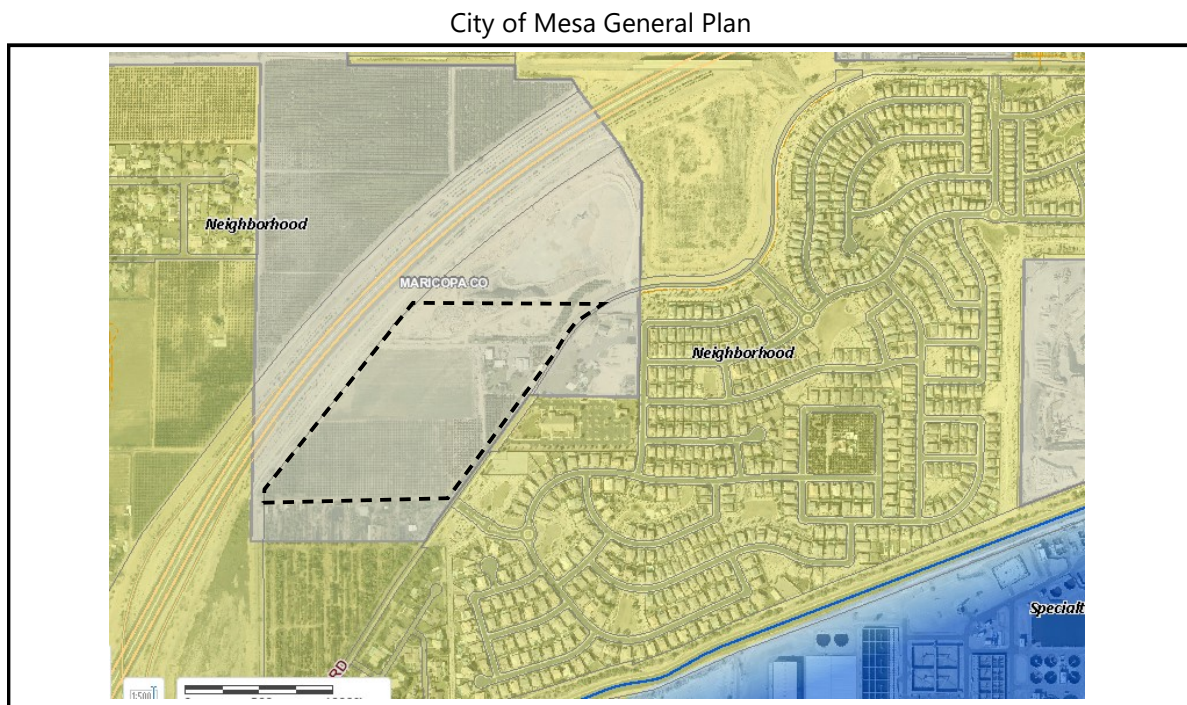 City of Mesa General Plan
Neighborhood
MARICOPA CO
Neighborhood
Specialt
RD